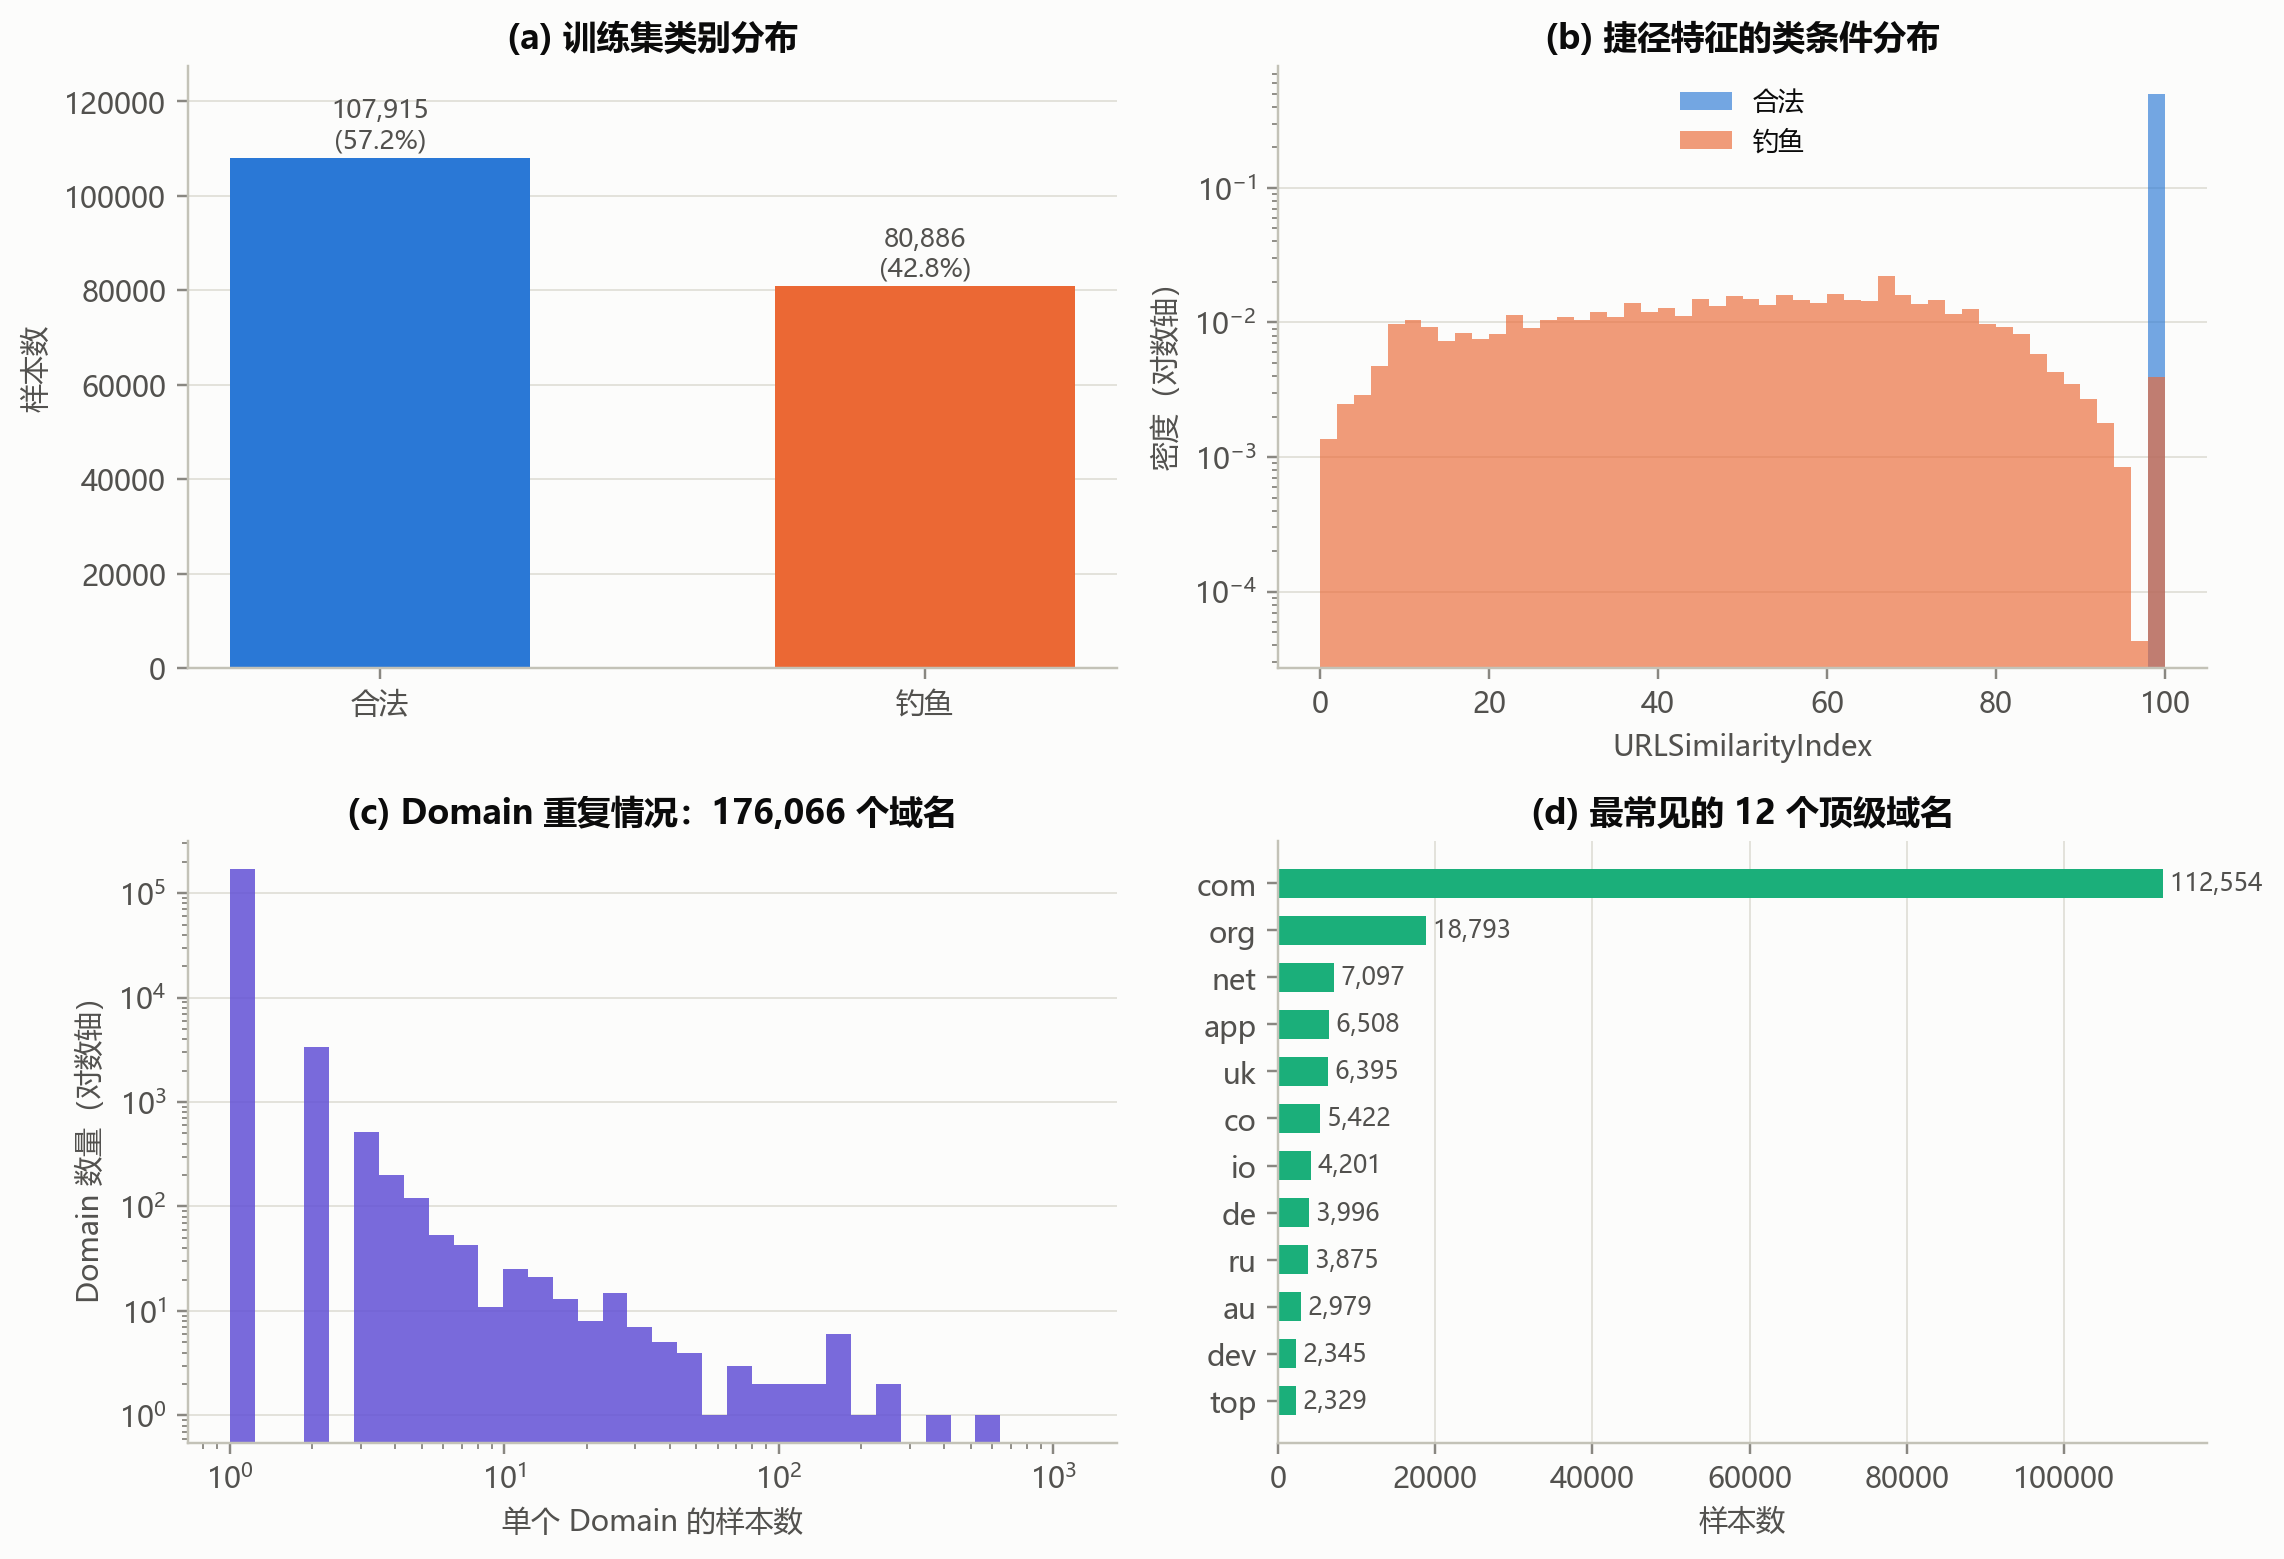 (a) 训练集类别分布
120000
100000
80000
60000
40000
20000
0
样本数
107,915
(57.2%)
80,886
(42.8%)
合法
钓鱼
(b) 捷径特征的类条件分布
合法
钓鱼
10⁻¹
10⁻²
10⁻³
10⁻⁴
密度（对数轴）
0
20
40
60
80
100
URLSimilarityIndex
(c) Domain 重复情况：176,066 个域名
10⁵
10⁴
10³
10²
10¹
10⁰
Domain 数量（对数轴）
10⁰
10¹
10²
10³
单个 Domain 的样本数
(d) 最常见的 12 个顶级域名
com 112,554
org 18,793
net 7,097
app 6,508
uk 6,395
co 5,422
io 4,201
de 3,996
ru 3,875
au 2,979
dev 2,345
top 2,329
0
20000
40000
60000
80000
100000
样本数